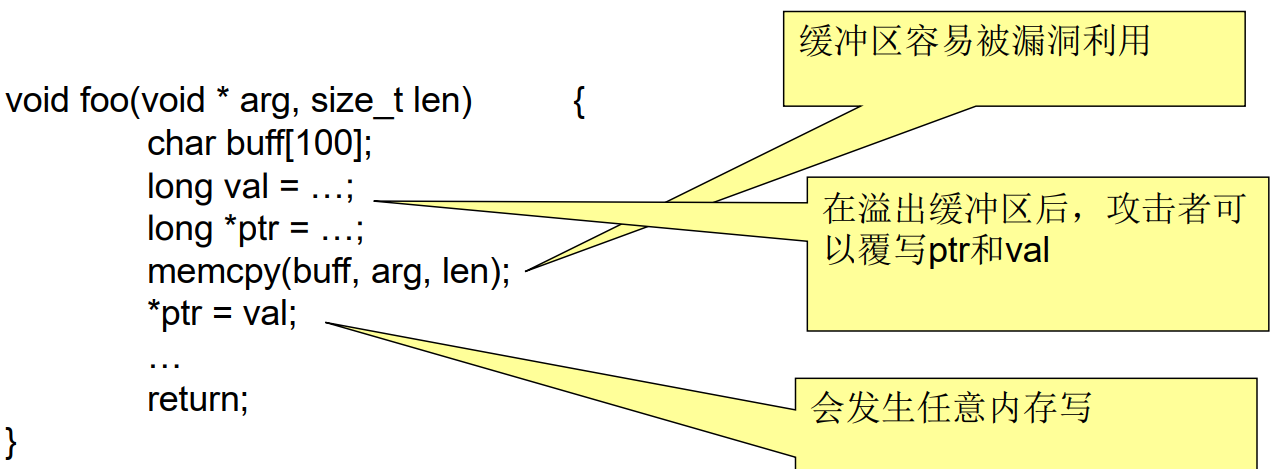 缓冲区容易被漏洞利用
void foo(void * arg, size_t len) {
char buff[100];
long val = …;
long *ptr = …;
memcpy(buff, arg, len);
*ptr = val;
…
return;
}
在溢出缓冲区后，攻击者可
以覆写ptr和val
会发生任意内存写